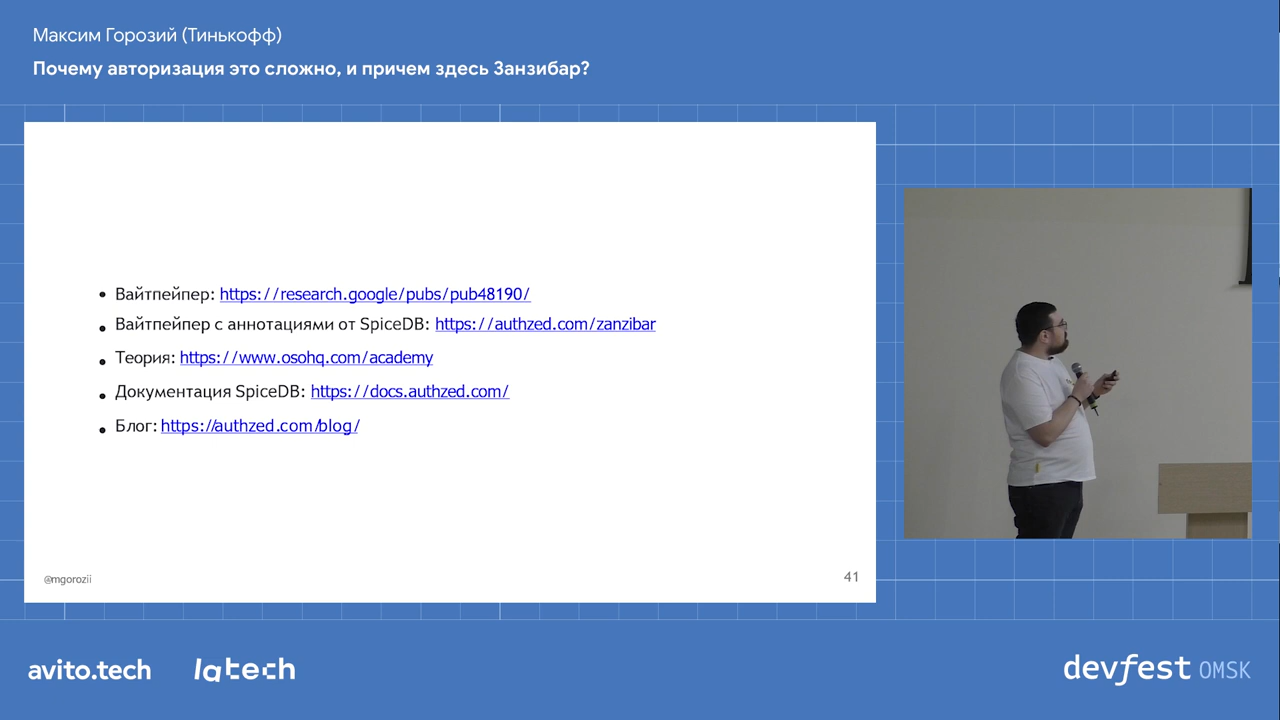 Максим Горозий (Тинькофф)
Почему авторизация это сложно, и причем здесь Занзибар?
• Вайтпейпер: https://research.google/pubs/pub48190/
• Вайтпейпер с аннотациями от SpiceDB: https://authzed.com/zanzibar
• Теория: https://www.osohq.com/academy
• Документация SpiceDB: https://docs.authzed.com/
• Блог: https://authzed.com/blog/
@mgorozii
41
avito.tech
latech
devfest OMSK